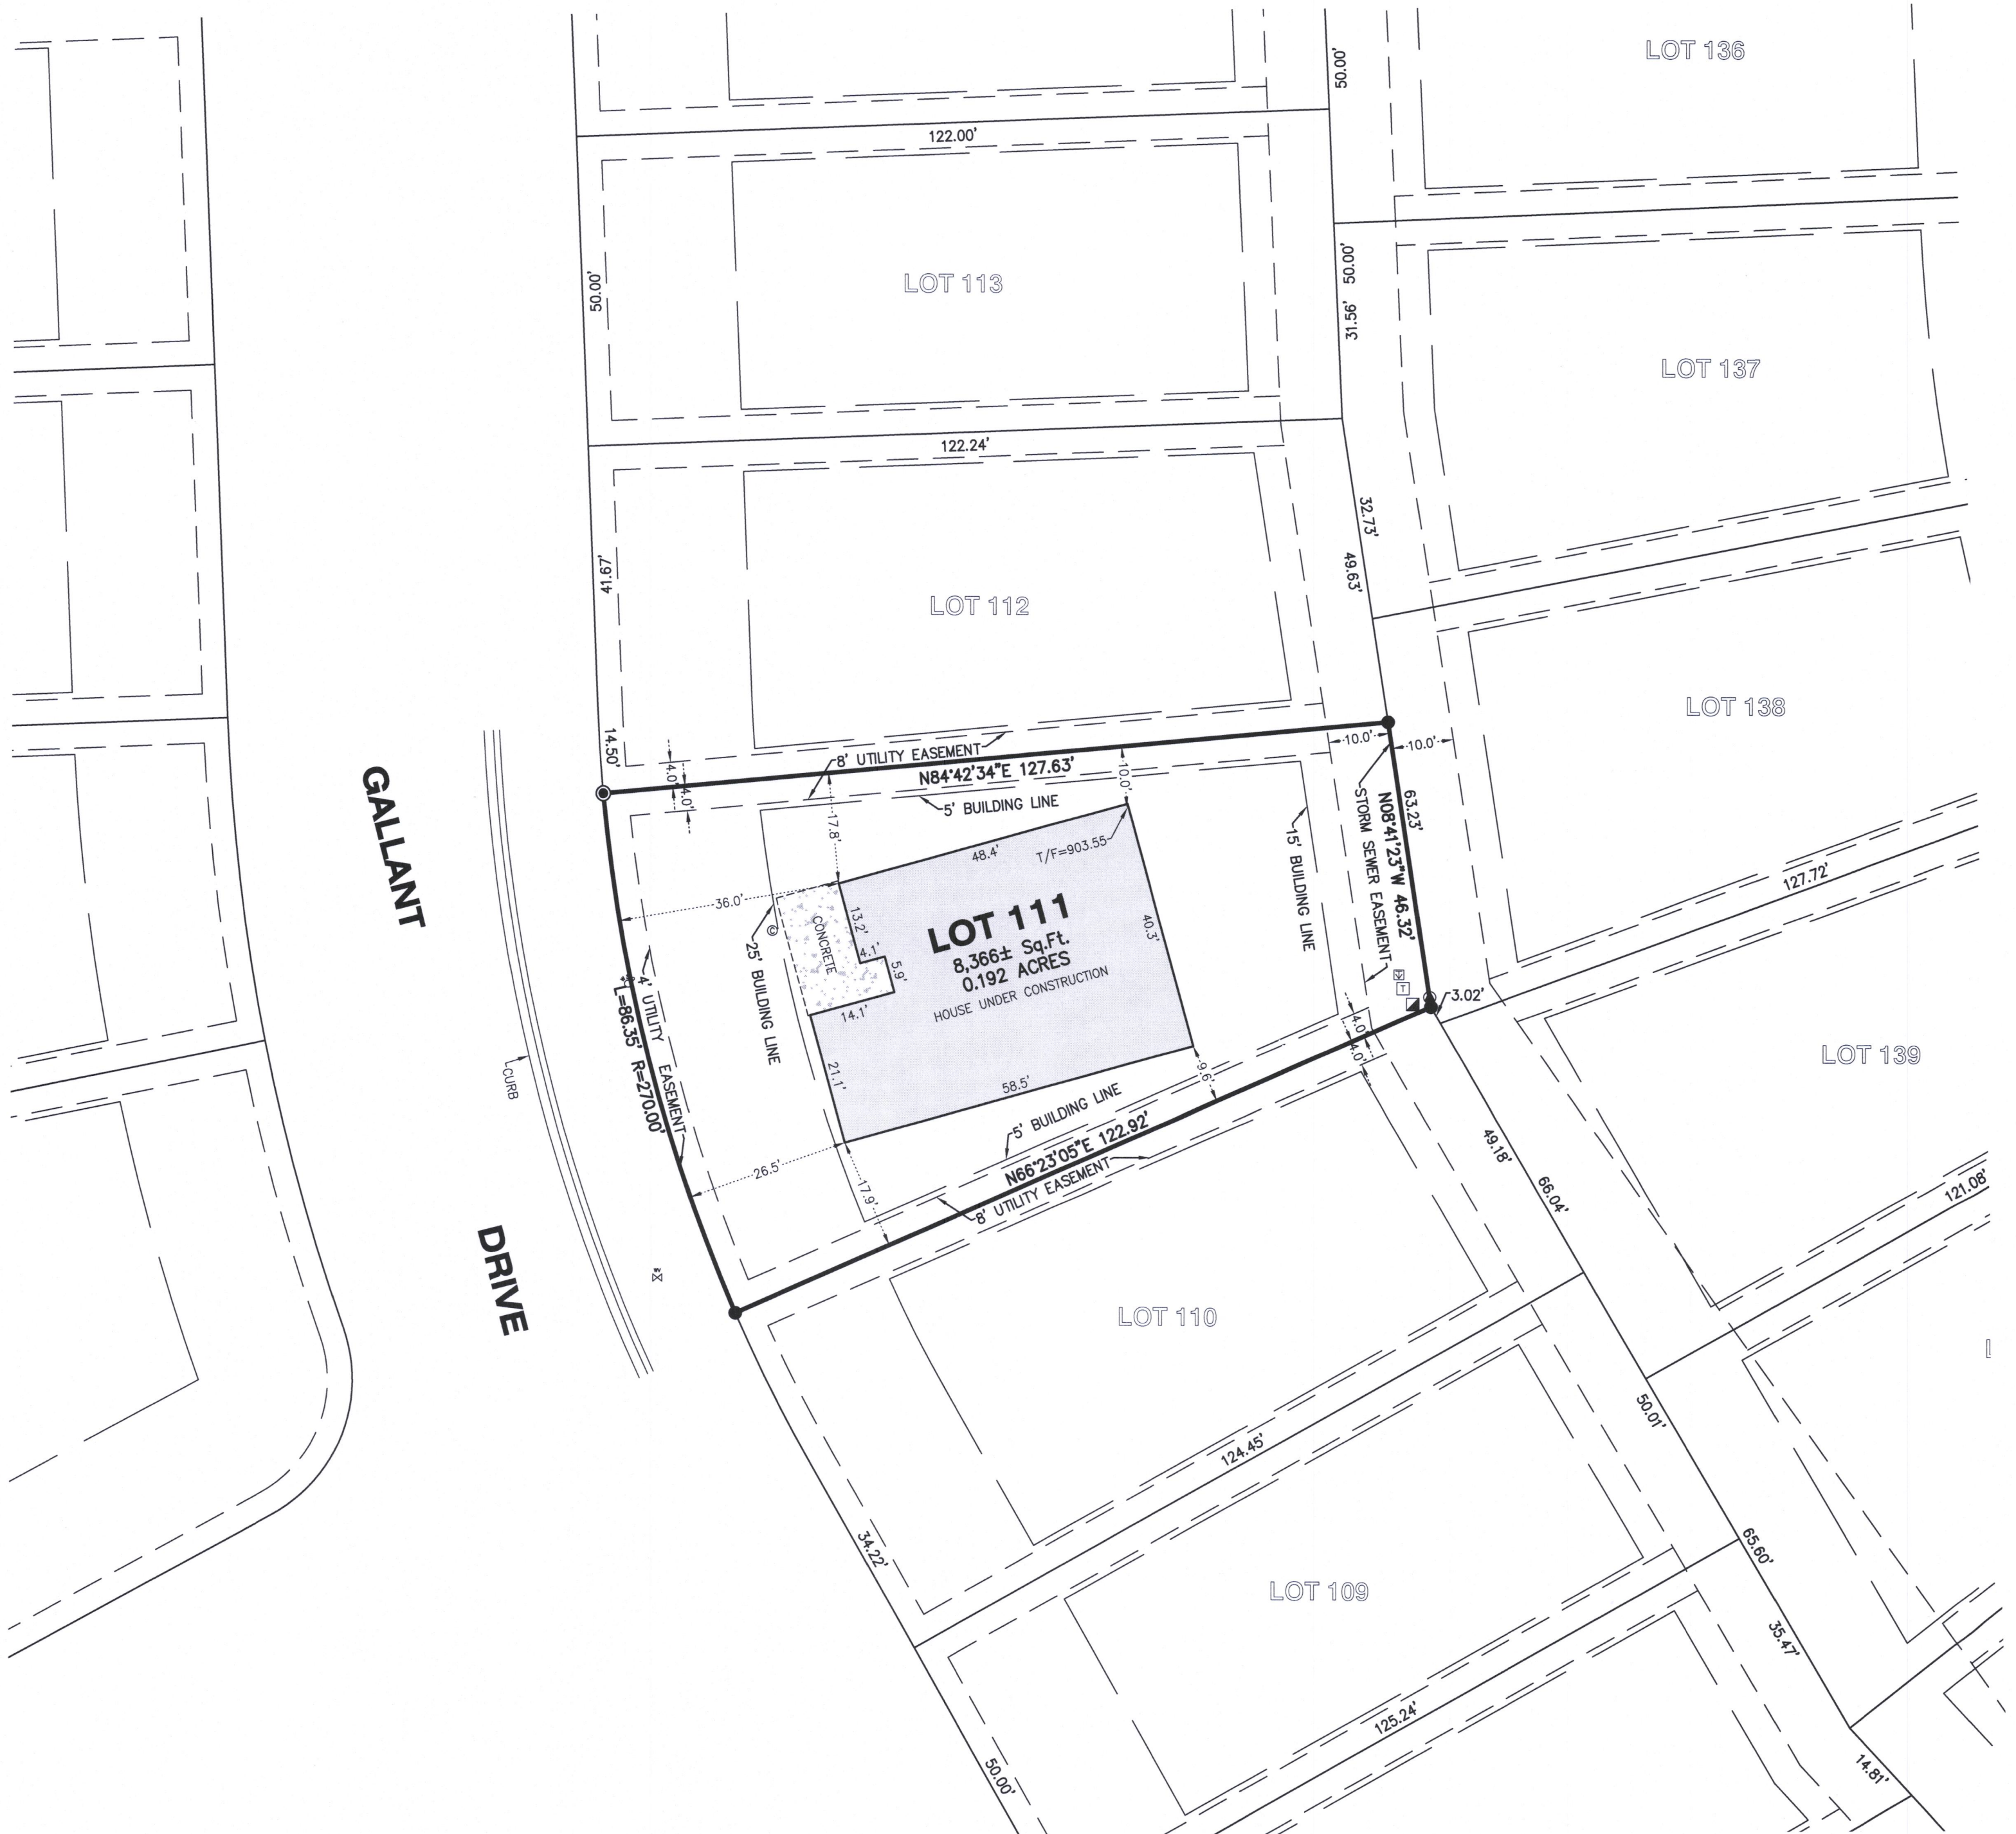 50.00'
LOT 136
122.00'
50.00'
LOT 113
50.00'
31.56'
LOT 137
122.24'
32.73'
49.63'
41.67'
LOT 112
LOT 138
14.50'
8' UTILITY EASEMENT
N84°42'34"E 127.63'
5' BUILDING LINE
4.0'
4.0'
10.0'
10.0'
10.0'
17.8'
GALLANT
DRIVE
48.4'
T/F=903.55
15' BUILDING LINE
STORM SEWER EASEMENT
N08°41'23"W 46.32'
63.23'
127.72'
36.0'
25' BUILDING LINE
©
CONCRETE
13.2'
4.1'
5.9'
14.1'
LOT 111
8,366± Sq.Ft.
0.192 ACRES
HOUSE UNDER CONSTRUCTION
40.3'
T
3.02'
4' UTILITY EASEMENT
L=86.35' R=270.00'
CURB
21.1'
58.5'
9.6'
4.0'
4.0'
LOT 139
26.5'
17.9'
5' BUILDING LINE
N66°23'05"E 122.92'
8' UTILITY EASEMENT
49.18'
66.04'
121.08'
LOT 110
124.45'
50.01'
34.22'
LOT 109
65.60'
35.47'
125.24'
50.00'
14.81'